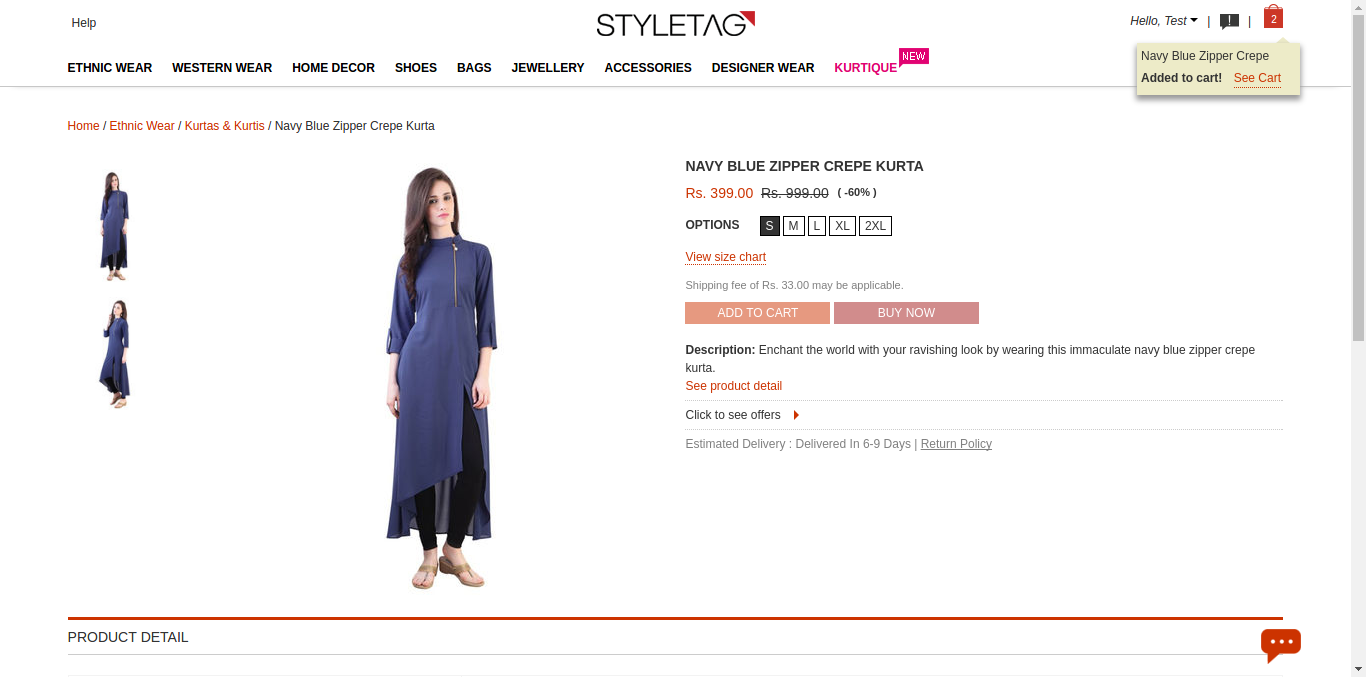 Help
STYLETAG
Hello, Test | ! | 2
Navy Blue Zipper Crepe
Added to cart! See Cart
ETHNIC WEAR WESTERN WEAR HOME DECOR SHOES BAGS JEWELLERY ACCESSORIES DESIGNER WEAR KURTIQUE NEW
Home / Ethnic Wear / Kurtas & Kurtis / Navy Blue Zipper Crepe Kurta
NAVY BLUE ZIPPER CREPE KURTA
Rs. 399.00 Rs. 999.00 ( -60% )
OPTIONS S M L XL 2XL
View size chart
Shipping fee of Rs. 33.00 may be applicable.
ADD TO CART BUY NOW
Description: Enchant the world with your ravishing look by wearing this immaculate navy blue zipper crepe
kurta.
See product detail
Click to see offers
Estimated Delivery : Delivered In 6-9 Days | Return Policy
PRODUCT DETAIL